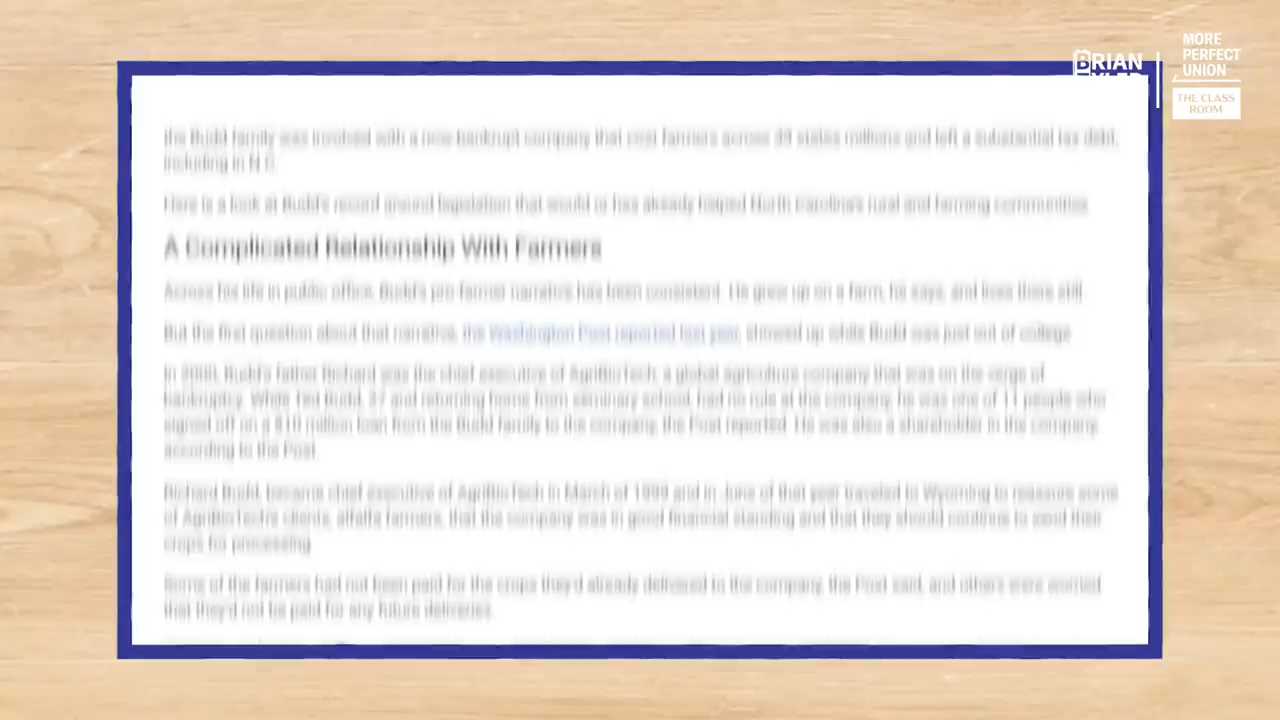 BRIAN
MORE
PERFECT
UNION
THE CLASS
ROOM
the Budd family was involved with a now-bankrupt company that cost farmers across 39 states millions and left a substantial tax debt,
including in N.C.
Here is a look at Budd's record around legislation that would or has already helped North Carolina's rural and farming communities.
A Complicated Relationship With Farmers
Across his life in public office, Budd's pro-farmer narrative has been consistent. He grew up on a farm, he says, and lives there still.
But the first question about that narrative, the Washington Post reported last year, showed up while Budd was just out of college.
In 2000, Budd's father Richard was the chief executive of AgriBioTech, a global agriculture company that was on the verge of
bankruptcy. While Ted Budd, 27 and returning home from seminary school, had no role at the company, he was one of 11 people who
signed off on a $10 million loan from the Budd family to the company, the Post reported. He was also a shareholder in the company,
according to the Post.
Richard Budd, became chief executive of AgriBioTech in March of 1999 and in June of that year traveled to Wyoming to reassure some
of AgriBioTech's clients, alfalfa farmers, that the company was in good financial standing and that they should continue to send their
crops for processing.
Some of the farmers had not been paid for the crops they'd already delivered to the company, the Post said, and others were worried
that they'd not be paid for any future deliveries.